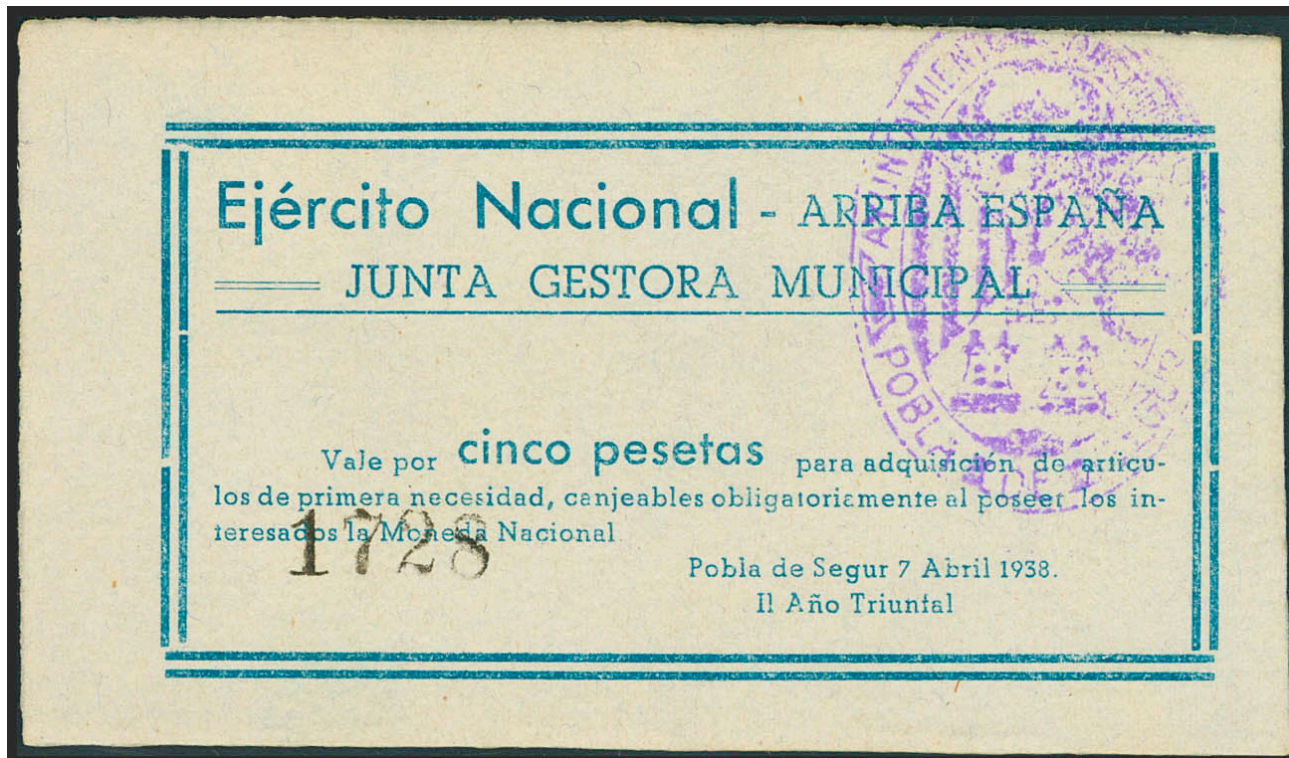 Ejército Nacional - ARRIBA ESPAÑA
JUNTA GESTORA MUNICIPAL
Vale por cinco pesetas para adquisición de articu-
los de primera necesidad, canjeables obligatoriamente al poseer los in-
teresados la Moneda Nacional
1728
Pobla de Segur 7 Abril 1938.
II Año Triunfal
DE